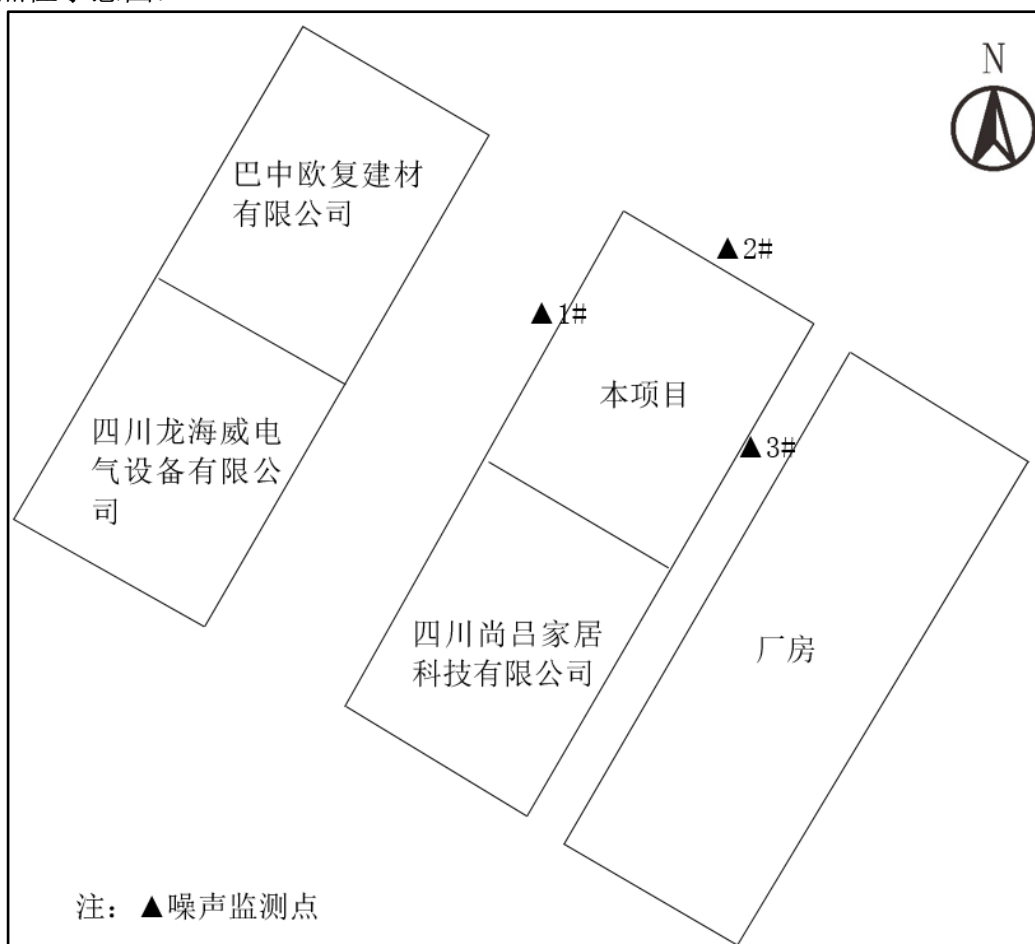 N
巴中欧复建材
有限公司
▲2#
▲1#
本项目
四川龙海威电
气设备有限公
司
▲3#
四川尚吕家居
科技有限公司
厂房
注：▲噪声监测点